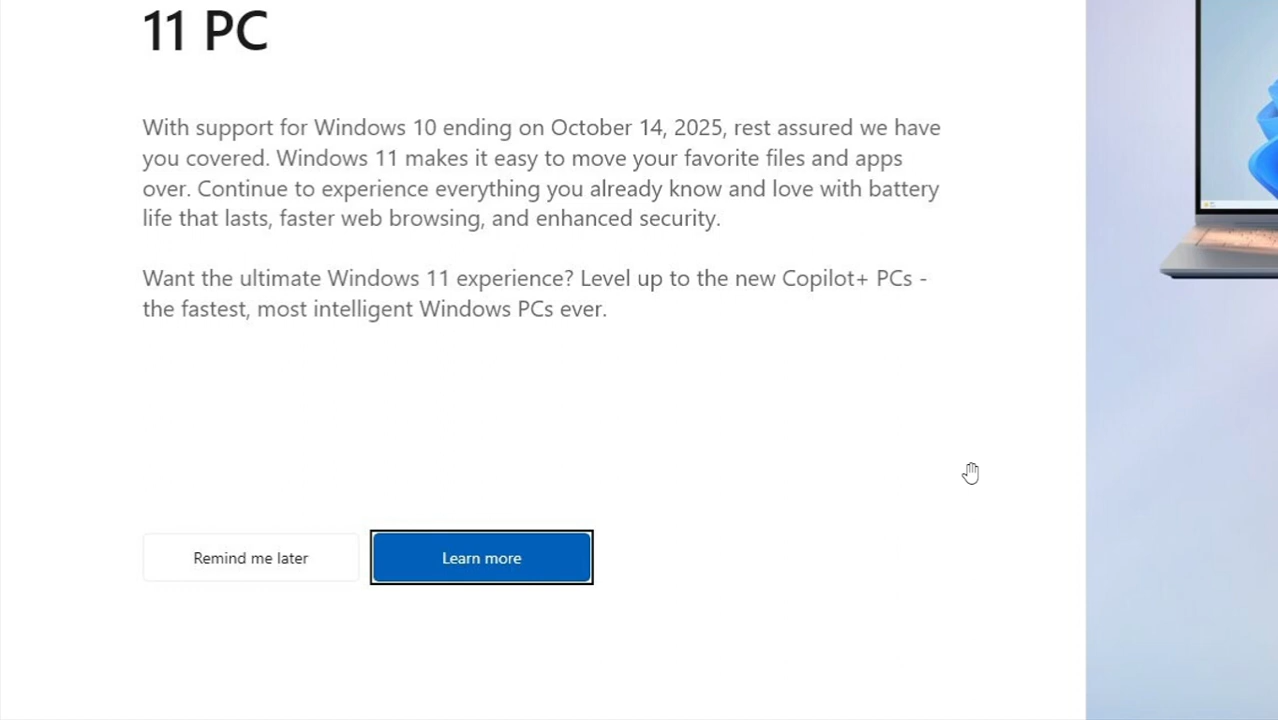 11 PC
With support for Windows 10 ending on October 14, 2025, rest assured we have
you covered. Windows 11 makes it easy to move your favorite files and apps
over. Continue to experience everything you already know and love with battery
life that lasts, faster web browsing, and enhanced security.
Want the ultimate Windows 11 experience? Level up to the new Copilot+ PCs -
the fastest, most intelligent Windows PCs ever.
Remind me later
Learn more